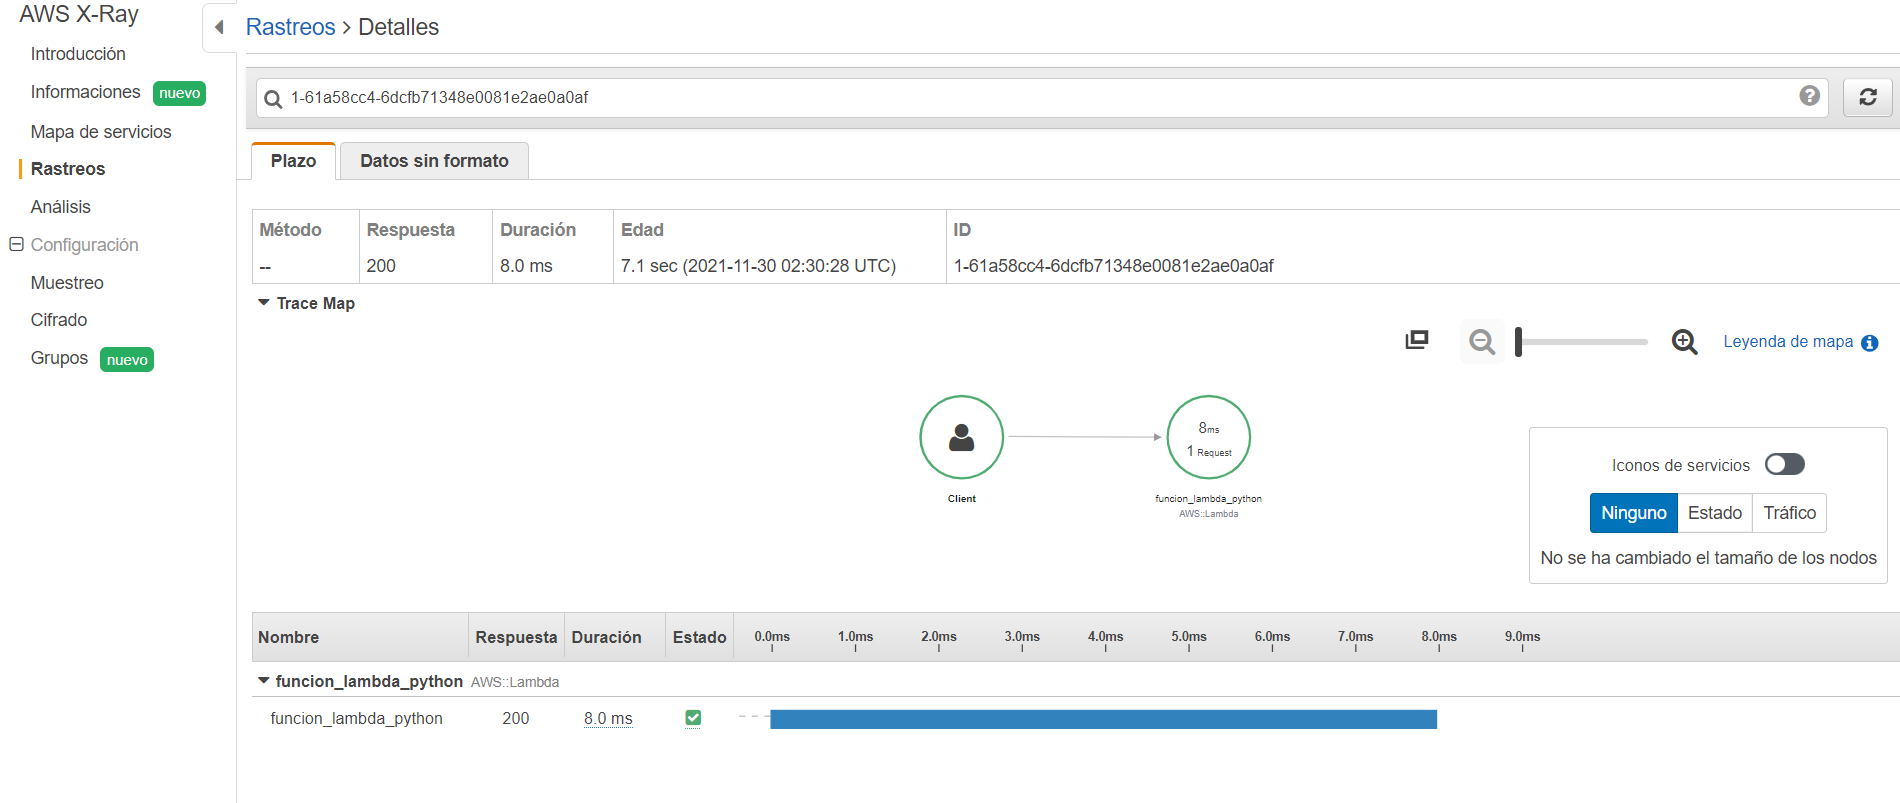 AWS X-Ray
Introducción
Informaciones nuevo
Mapa de servicios
Rastreos
Análisis
Configuración
Muestreo
Cifrado
Grupos nuevo
Rastreos > Detalles
1-61a58cc4-6dcfb71348e0081e2ae0a0af
Plazo Datos sin formato
Método Respuesta Duración Edad ID
-- 200 8.0 ms 7.1 sec (2021-11-30 02:30:28 UTC) 1-61a58cc4-6dcfb71348e0081e2ae0a0af
Trace Map
Leyenda de mapa
8ms
1 Request
Client
funcion_lambda_python
AWS::Lambda
Iconos de servicios
Ninguno Estado Tráfico
No se ha cambiado el tamaño de los nodos
Nombre Respuesta Duración Estado 0.0ms 1.0ms 2.0ms 3.0ms 4.0ms 5.0ms 6.0ms 7.0ms 8.0ms 9.0ms
funcion_lambda_python AWS::Lambda
funcion_lambda_python 200 8.0 ms